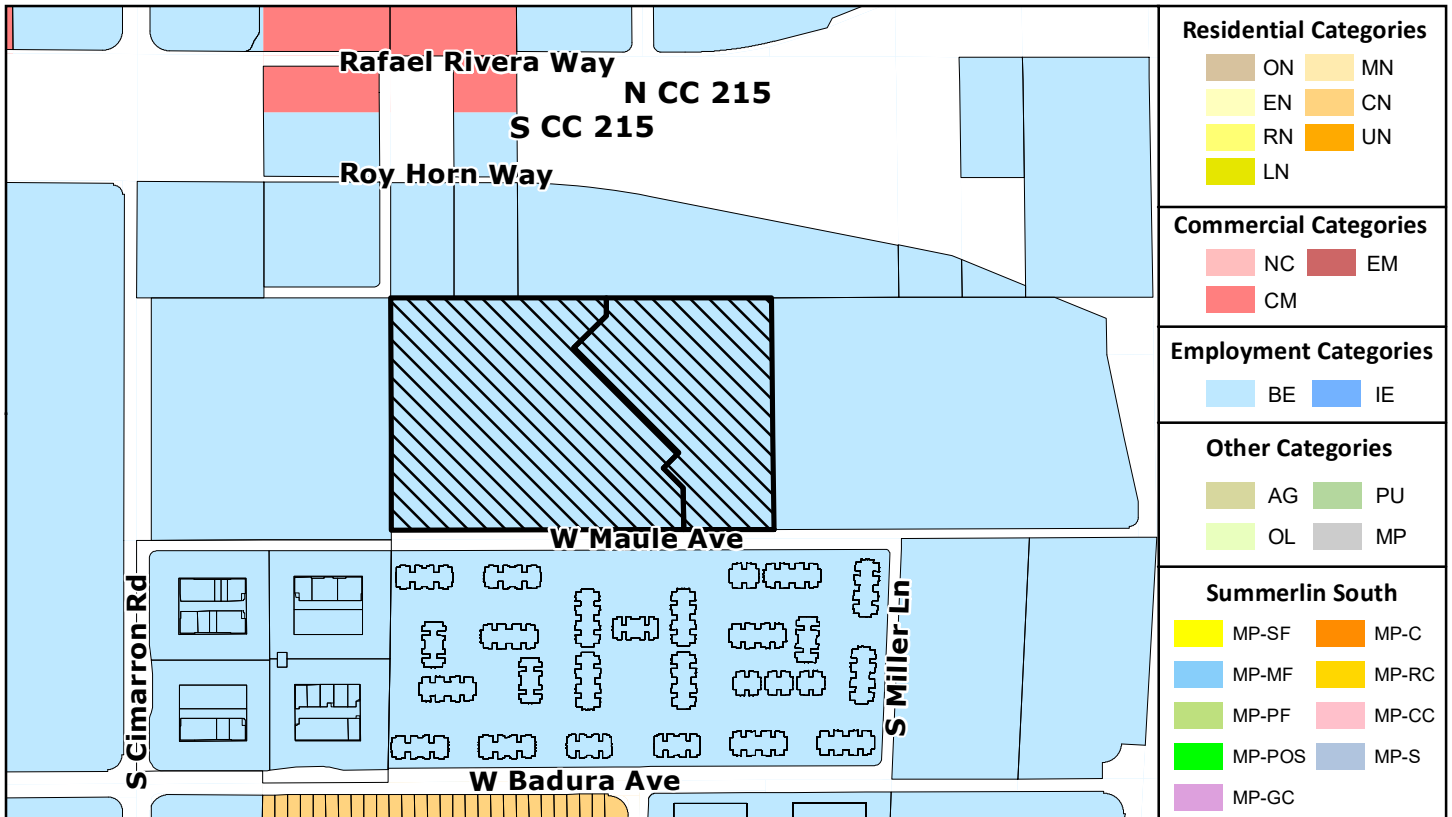 Rafael Rivera Way
N CC 215
S CC 215
Roy Horn Way
W Maule Ave
S Cimarron Rd
S Miller Ln
W Badura Ave
Residential Categories
ON MN
EN CN
RN UN
LN
Commercial Categories
NC EM
CM
Employment Categories
BE IE
Other Categories
AG PU
OL MP
Summerlin South
MP-SF MP-C
MP-MF MP-RC
MP-PF MP-CC
MP-POS MP-S
MP-GC